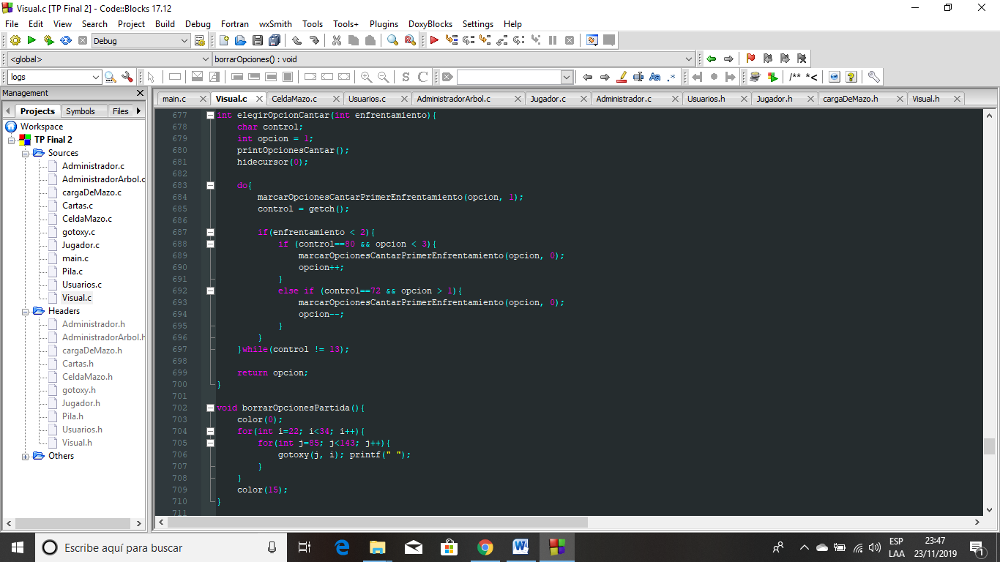 Visual.c [TP Final 2] - Code::Blocks 17.12
File Edit View Search Project Build Debug Fortran wxSmith Tools Tools+ Plugins DoxyBlocks Settings Help
Debug
<global> borrarOpciones() : void
logs S C Aa .* /** *<
Management
main.c Visual.c CeldaMazo.c Usuarios.c AdministradorArbol.c Jugador.c Administrador.c Usuarios.h Jugador.h cargaDeMazo.h Visual.h
Projects Symbols Files
Workspace
TP Final 2
Sources
Administrador.c
AdministradorArbol.c
cargaDeMazo.c
Cartas.c
CeldaMazo.c
gotoxy.c
Jugador.c
main.c
Pila.c
Usuarios.c
Visual.c
Headers
Administrador.h
AdministradorArbol.h
cargaDeMazo.h
Cartas.h
CeldaMazo.h
gotoxy.h
Jugador.h
Pila.h
Usuarios.h
Visual.h
Others
677 int elegirOpcionCantar(int enfrentamiento){
678 char control;
679 int opcion = 1;
680 printOpcionesCantar();
681 hidecursor(0);
682
683 do{
684 marcarOpcionesCantarPrimerEnfrentamiento(opcion, 1);
685 control = getch();
686
687 if(enfrentamiento < 2){
688 if (control==80 && opcion < 3){
689 marcarOpcionesCantarPrimerEnfrentamiento(opcion, 0);
690 opcion++;
691 }
692 else if (control==72 && opcion > 1){
693 marcarOpcionesCantarPrimerEnfrentamiento(opcion, 0);
694 opcion--;
695 }
696 }
697 }while(control != 13);
698
699 return opcion;
700 }
701
702 void borrarOpcionesPartida(){
703 color(0);
704 for(int i=22; i<34; i++){
705 for(int j=85; j<143; j++){
706 gotoxy(j, i); printf(" ");
707 }
708 }
709 color(15);
710 }
711
Escribe aquí para buscar
ESP
LAA
23:47
23/11/2019
1